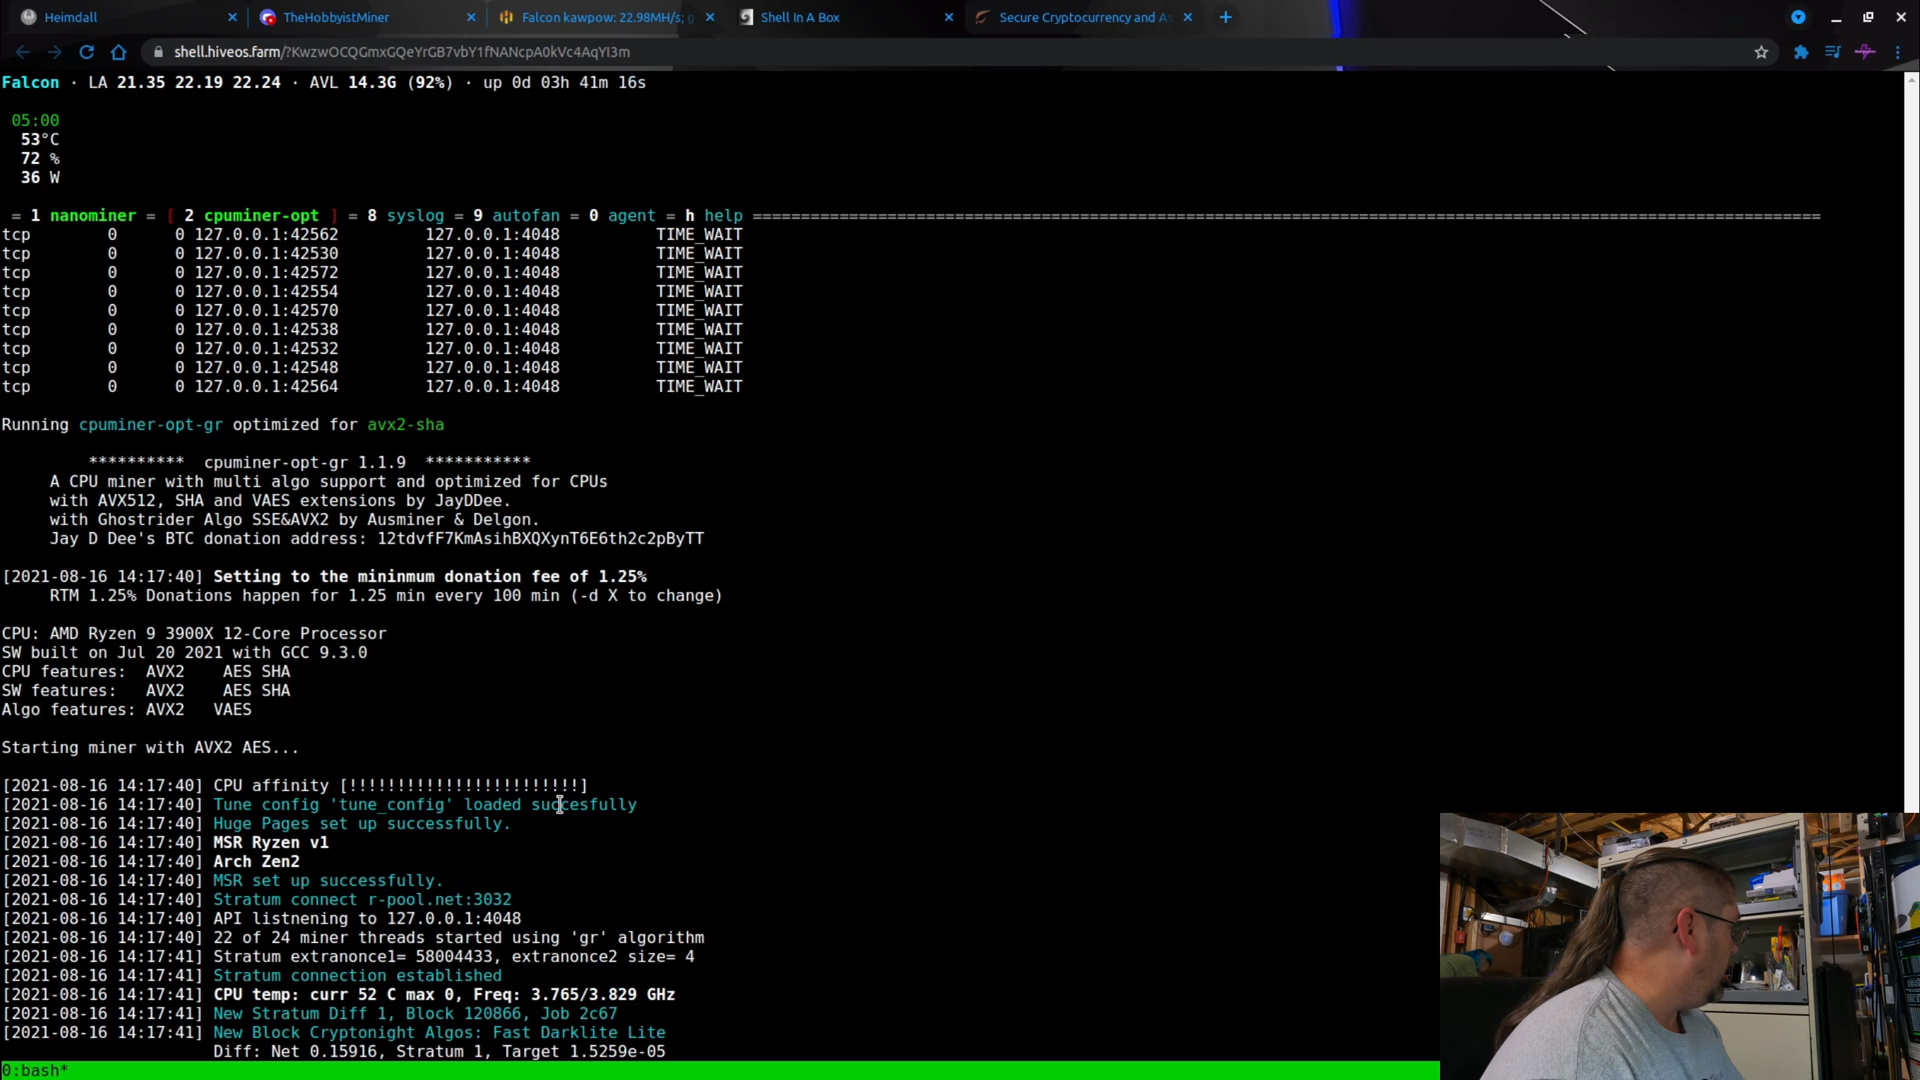 Heimdall
TheHobbyistMiner
Falcon kawpow: 22.98MH/s; g
Shell In A Box
Secure Cryptocurrency and As
shell.hiveos.farm/?KwzwOCQGmxGQeYrGB7vbY1fNANcpA0kVc4AqYI3m
Falcon · LA 21.35 22.19 22.24 · AVL 14.3G (92%) · up 0d 03h 41m 16s
05:00
53°C
72 %
36 W
= 1 nanominer = [ 2 cpuminer-opt ] = 8 syslog = 9 autofan = 0 agent = h help ===============================================================================================================
tcp 0 0 127.0.0.1:42562 127.0.0.1:4048 TIME_WAIT
tcp 0 0 127.0.0.1:42530 127.0.0.1:4048 TIME_WAIT
tcp 0 0 127.0.0.1:42572 127.0.0.1:4048 TIME_WAIT
tcp 0 0 127.0.0.1:42554 127.0.0.1:4048 TIME_WAIT
tcp 0 0 127.0.0.1:42570 127.0.0.1:4048 TIME_WAIT
tcp 0 0 127.0.0.1:42538 127.0.0.1:4048 TIME_WAIT
tcp 0 0 127.0.0.1:42532 127.0.0.1:4048 TIME_WAIT
tcp 0 0 127.0.0.1:42548 127.0.0.1:4048 TIME_WAIT
tcp 0 0 127.0.0.1:42564 127.0.0.1:4048 TIME_WAIT
Running cpuminer-opt-gr optimized for avx2-sha
********** cpuminer-opt-gr 1.1.9 ***********
A CPU miner with multi algo support and optimized for CPUs
with AVX512, SHA and VAES extensions by JayDDee.
with Ghostrider Algo SSE&AVX2 by Ausminer & Delgon.
Jay D Dee's BTC donation address: 12tdvfF7KmAsihBXQXynT6E6th2c2pByTT
[2021-08-16 14:17:40] Setting to the mininmum donation fee of 1.25%
RTM 1.25% Donations happen for 1.25 min every 100 min (-d X to change)
CPU: AMD Ryzen 9 3900X 12-Core Processor
SW built on Jul 20 2021 with GCC 9.3.0
CPU features: AVX2 AES SHA
SW features: AVX2 AES SHA
Algo features: AVX2 VAES
Starting miner with AVX2 AES...
[2021-08-16 14:17:40] CPU affinity [!!!!!!!!!!!!!!!!!!!!!!!!]
[2021-08-16 14:17:40] Tune config 'tune_config' loaded succesfully
[2021-08-16 14:17:40] Huge Pages set up successfully.
[2021-08-16 14:17:40] MSR Ryzen v1
[2021-08-16 14:17:40] Arch Zen2
[2021-08-16 14:17:40] MSR set up successfully.
[2021-08-16 14:17:40] Stratum connect r-pool.net:3032
[2021-08-16 14:17:40] API listnening to 127.0.0.1:4048
[2021-08-16 14:17:40] 22 of 24 miner threads started using 'gr' algorithm
[2021-08-16 14:17:41] Stratum extranonce1= 58004433, extranonce2 size= 4
[2021-08-16 14:17:41] Stratum connection established
[2021-08-16 14:17:41] CPU temp: curr 52 C max 0, Freq: 3.765/3.829 GHz
[2021-08-16 14:17:41] New Stratum Diff 1, Block 120866, Job 2c67
[2021-08-16 14:17:41] New Block Cryptonight Algos: Fast Darklite Lite
Diff: Net 0.15916, Stratum 1, Target 1.5259e-05
0:bash*